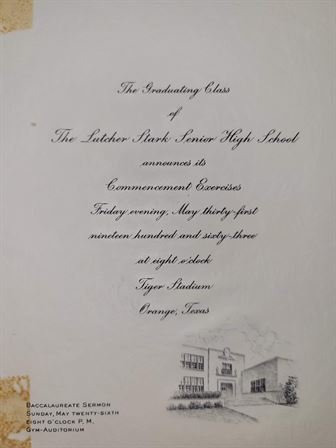 The Graduating Class
of
The Lutcher Stark Senior High School
announces its
Commencement Exercises
Friday evening, May thirty-first
nineteen hundred and sixty-three
at eight o'clock
Tiger Stadium
Orange, Texas
Baccalaureate Sermon
Sunday, May twenty-sixth
eight o'clock P. M.
Gym-Auditorium